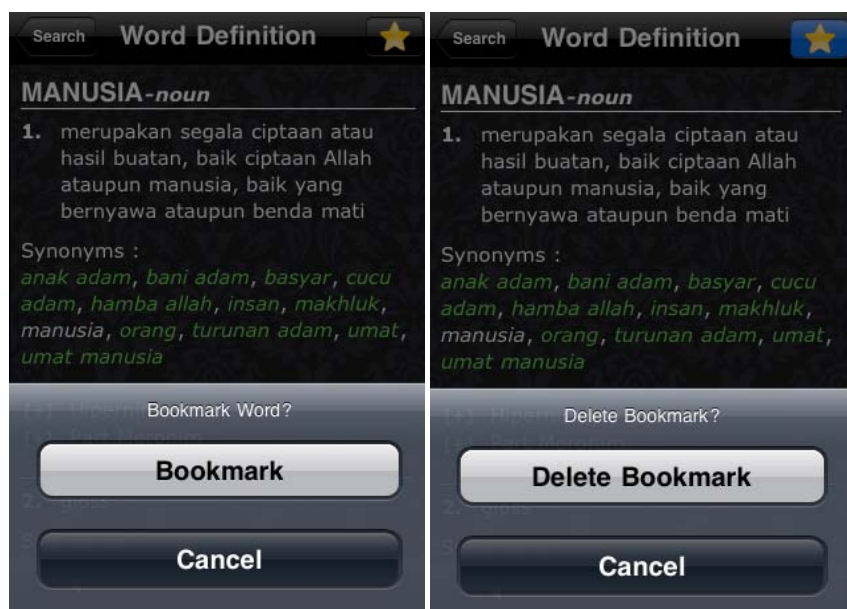 Search Word Definition
MANUSIA-noun
1. merupakan segala ciptaan atau
hasil buatan, baik ciptaan Allah
ataupun manusia, baik yang
bernyawa ataupun benda mati
Synonyms :
anak adam, bani adam, basyar, cucu
adam, hamba allah, insan, makhluk,
manusia, orang, turunan adam, umat,
umat manusia
Bookmark Word?
Bookmark
2. gloss
Cancel
Search Word Definition
MANUSIA-noun
1. merupakan segala ciptaan atau
hasil buatan, baik ciptaan Allah
ataupun manusia, baik yang
bernyawa ataupun benda mati
Synonyms :
anak adam, bani adam, basyar, cucu
adam, hamba allah, insan, makhluk,
manusia, orang, turunan adam, umat,
umat manusia
Delete Bookmark?
Delete Bookmark
2. gloss
Cancel